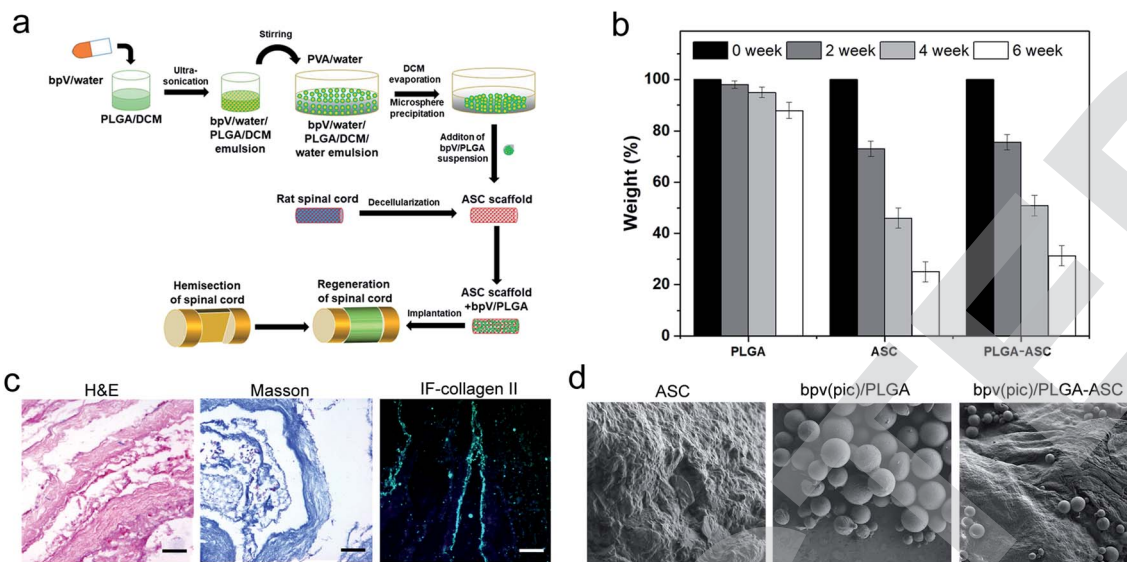 a
Stirring
bpV/water
Ultra-
sonication
PVA/water
DCM
evaporation
Microsphere
precipitation
PLGA/DCM
bpV/water/
PLGA/DCM
emulsion
bpV/water/
PLGA/DCM/
water emulsion
Additon of
bpV/PLGA
suspension
Rat spinal cord
Decellularization
ASC scaffold
Hemisection
of spinal cord
Regeneration
of spinal cord
Implantation
ASC scaffold
+bpV/PLGA
b
0 week
2 week
4 week
6 week
Weight (%)
100
80
60
40
20
0
PLGA
ASC
PLGA-ASC
c
H&E
Masson
IF-collagen II
d
ASC
bpv(pic)/PLGA
bpv(pic)/PLGA-ASC